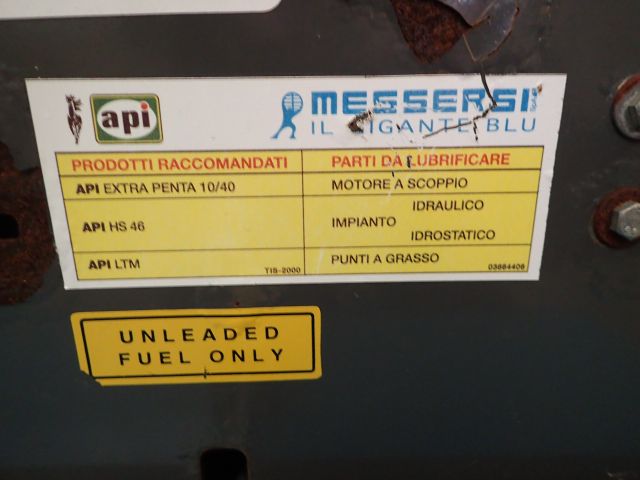 api
MESSERSI
IL GIGANTE BLU
PRODOTTI RACCOMANDATI PARTI DA LUBRIFICARE
API EXTRA PENTA 10/40 MOTORE A SCOPPIO
API HS 46 IMPIANTO IDRAULICO
IDROSTATICO
API LTM TIS-2000 PUNTI A GRASSO 03664406
UNLEADED
FUEL ONLY